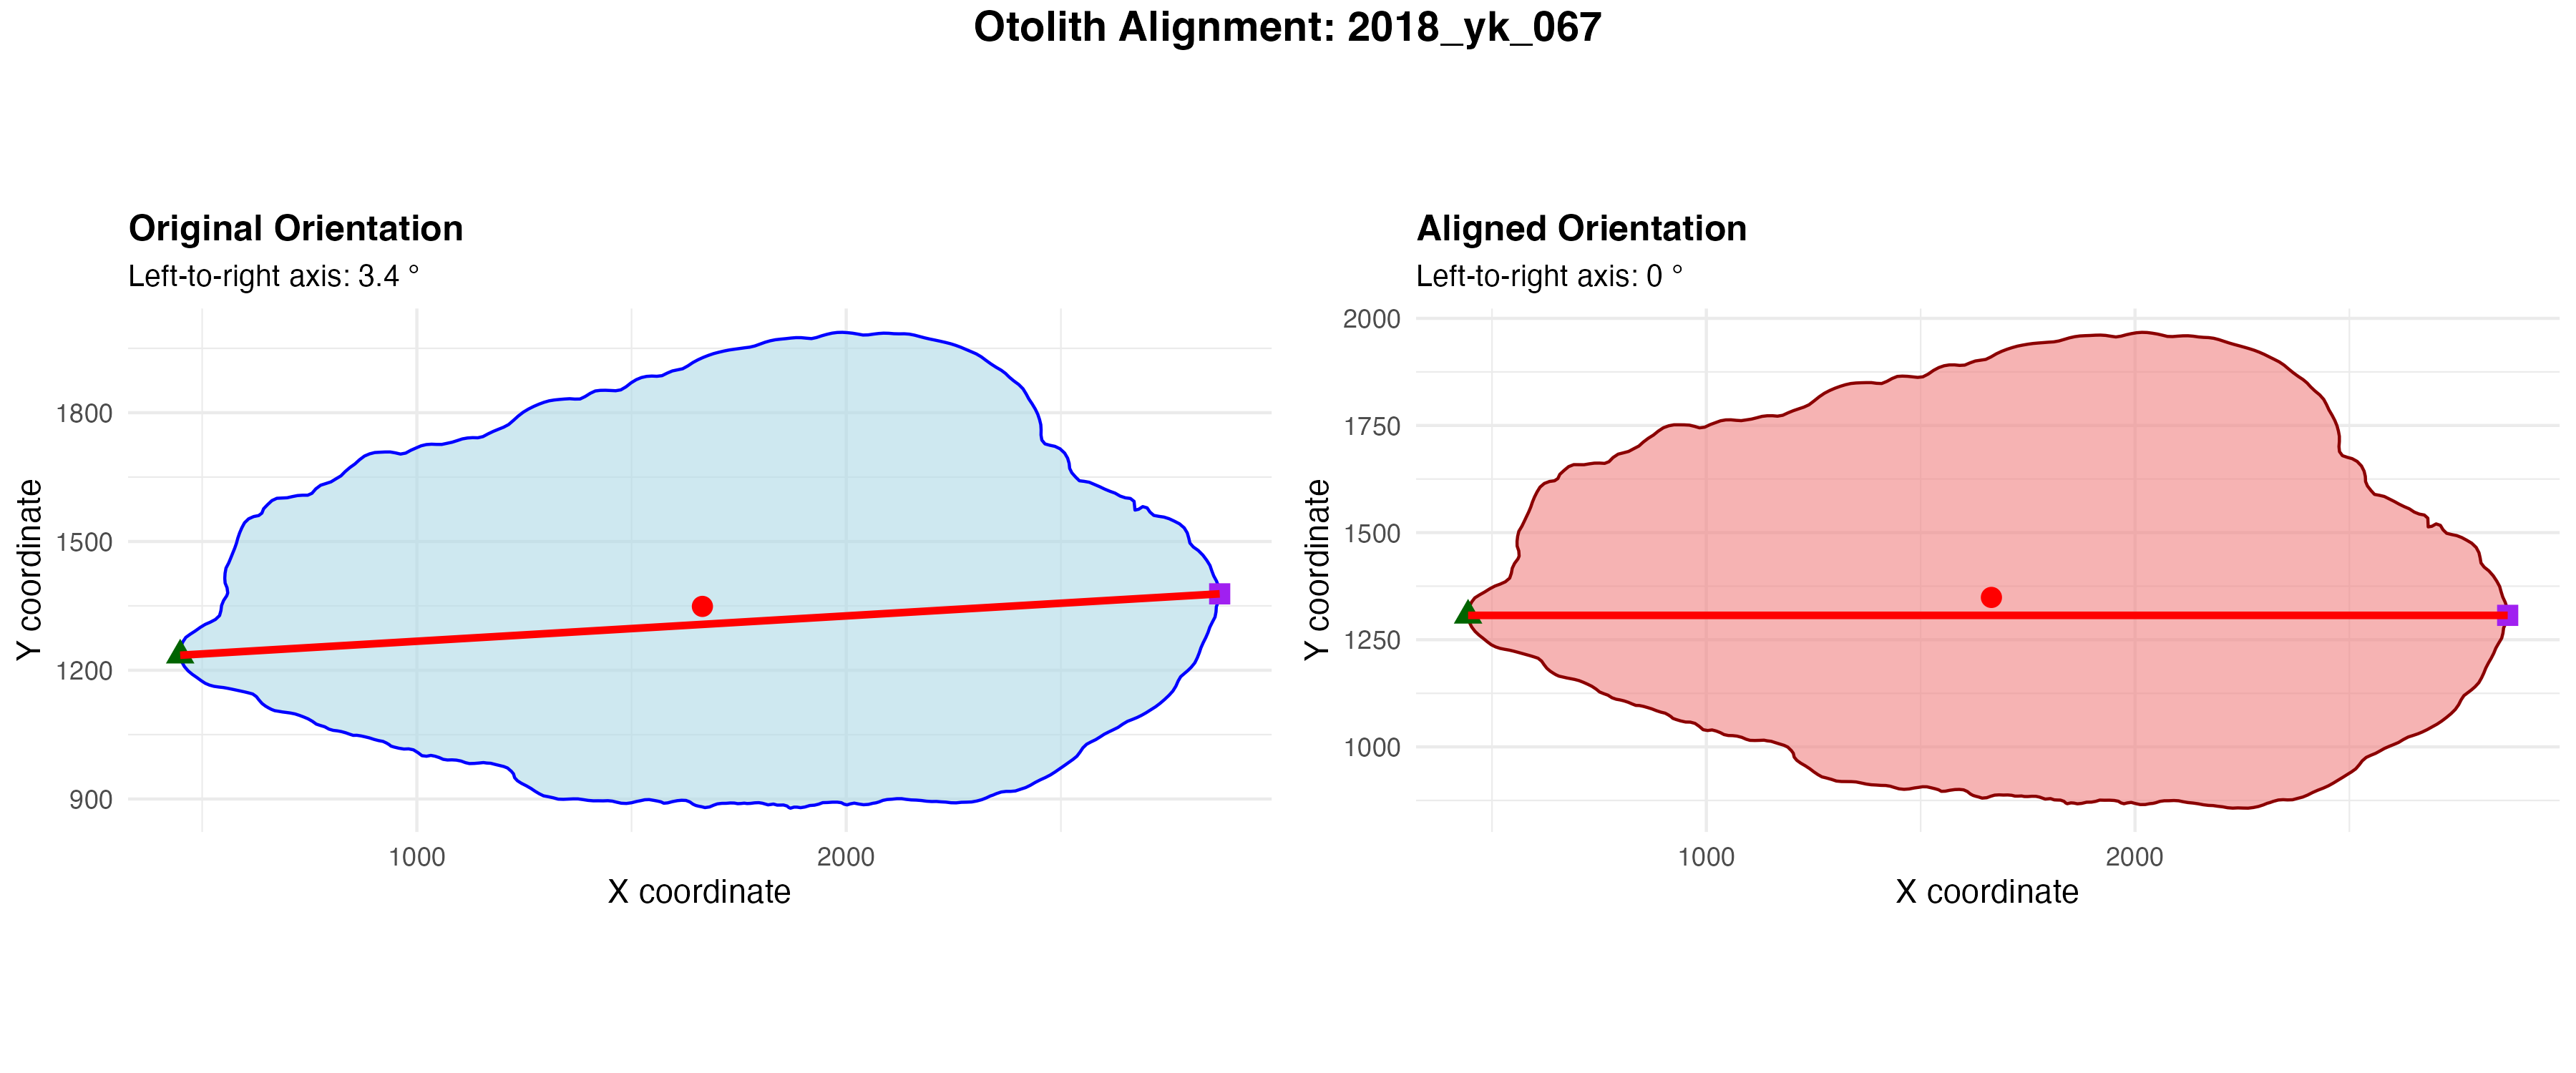 Otolith Alignment: 2018_yk_067
Original Orientation
Left-to-right axis: 3.4 °
Y coordinate
1800
1500
1200
900
1000
2000
X coordinate
Aligned Orientation
Left-to-right axis: 0 °
Y coordinate
2000
1750
1500
1250
1000
1000
2000
X coordinate